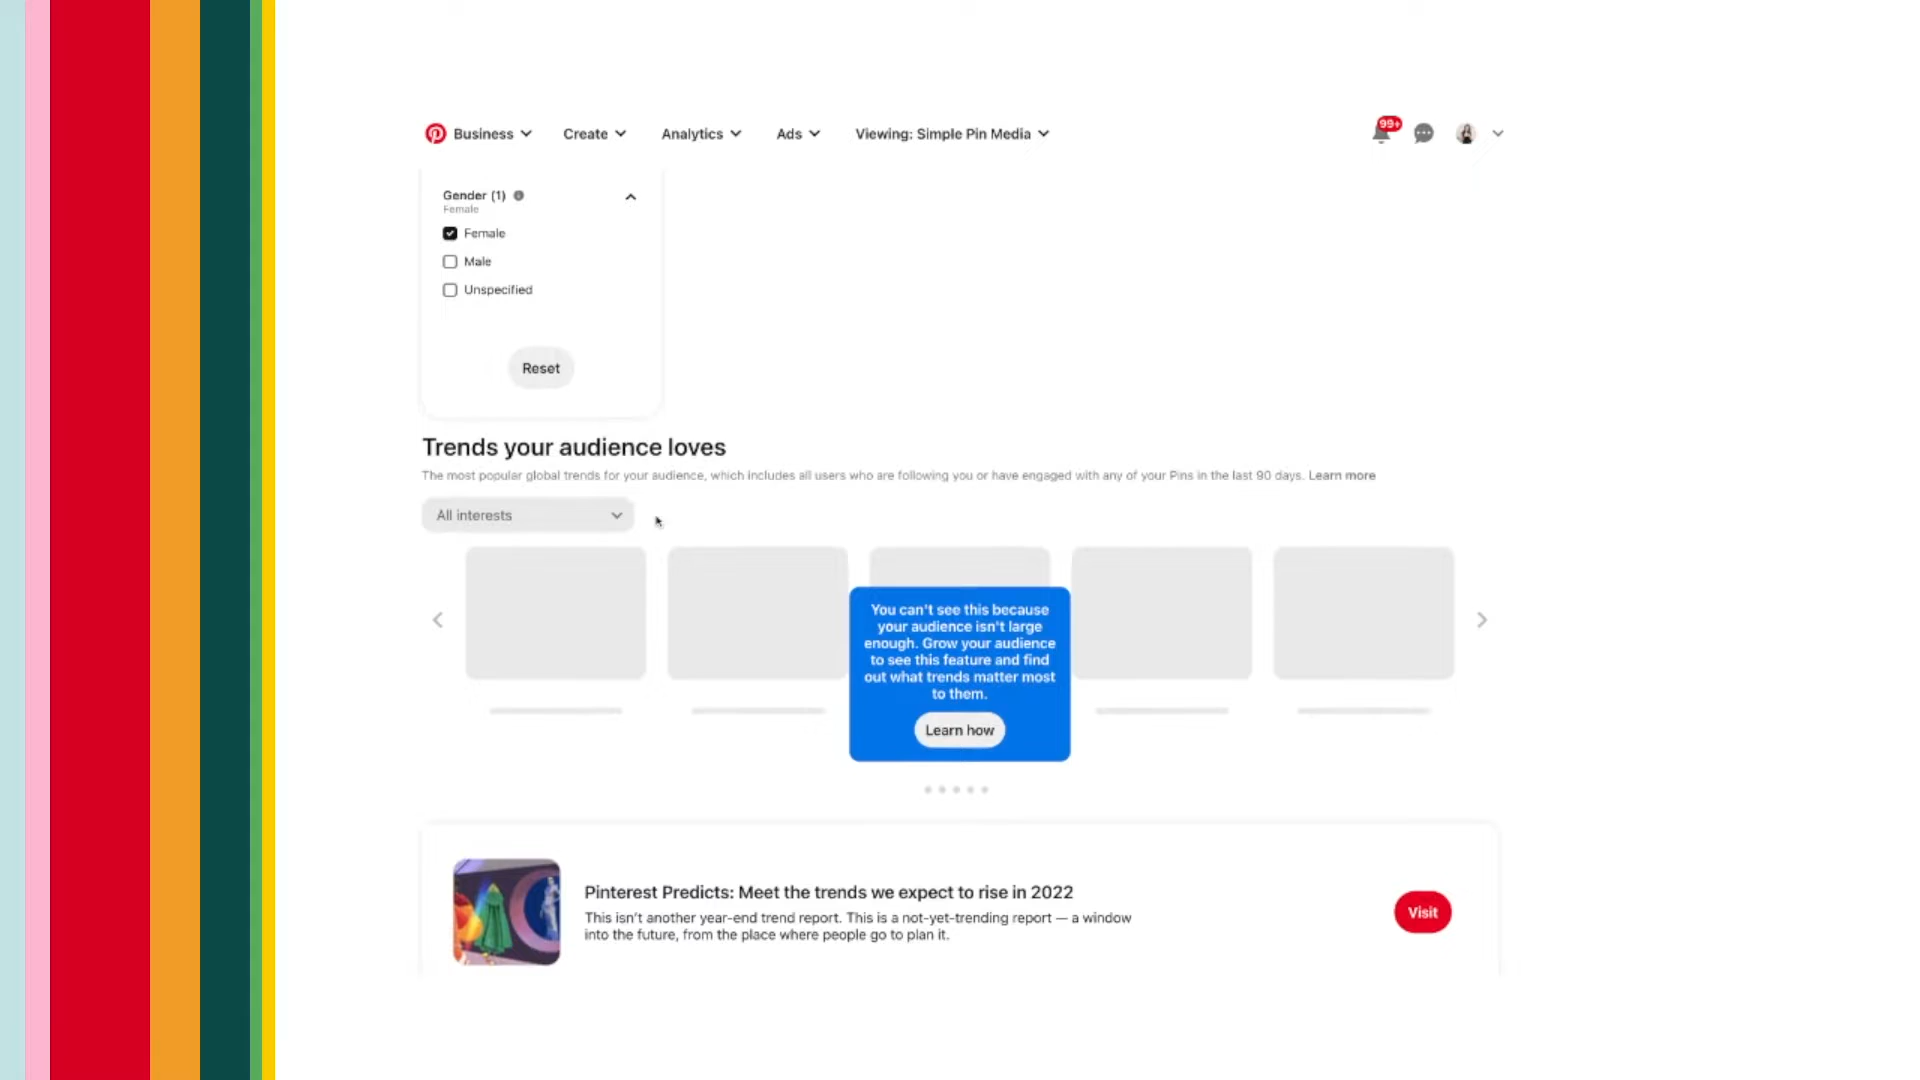 Business
Create
Analytics
Ads
Viewing: Simple Pin Media
99+
Gender (1)
Female
Female
Male
Unspecified
Reset
Trends your audience loves
The most popular global trends for your audience, which includes all users who are following you or have engaged with any of your Pins in the last 90 days. Learn more
All interests
You can't see this because
your audience isn't large
enough. Grow your audience
to see this feature and find
out what trends matter most
to them.
Learn how
Pinterest Predicts: Meet the trends we expect to rise in 2022
This isn't another year-end trend report. This is a not-yet-trending report — a window
into the future, from the place where people go to plan it.
Visit